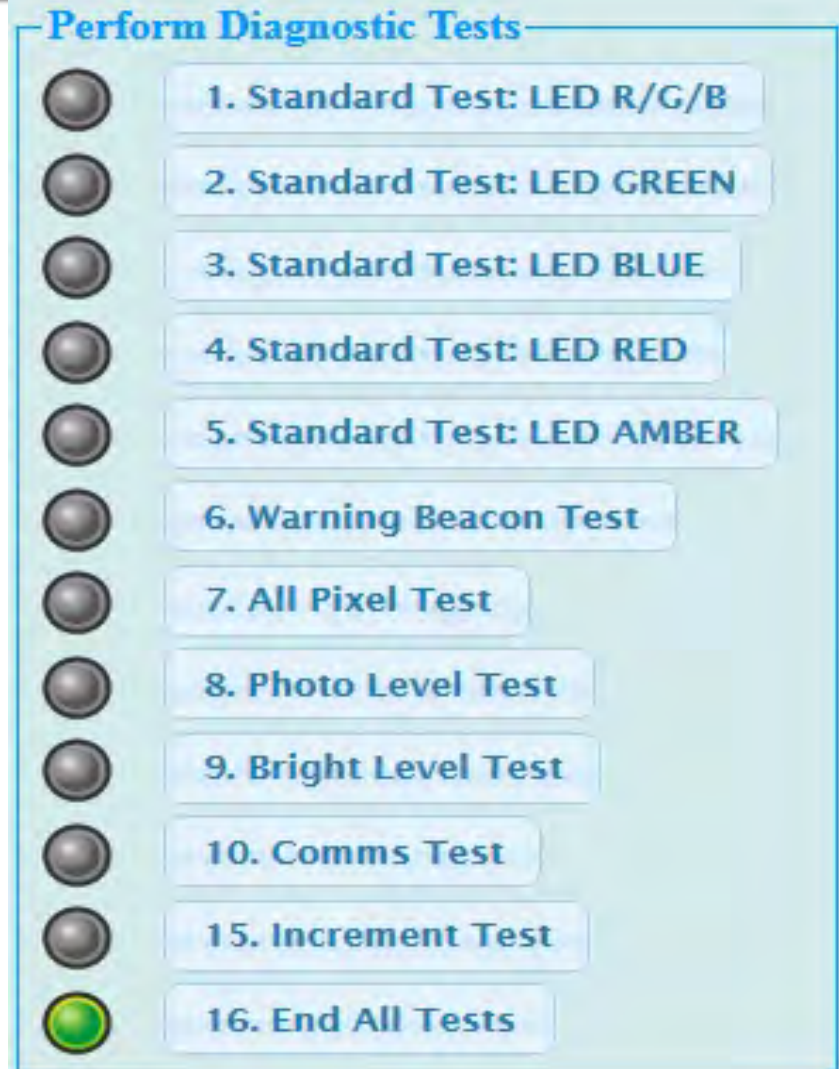 Perform Diagnostic Tests
1. Standard Test: LED R/G/B
2. Standard Test: LED GREEN
3. Standard Test: LED BLUE
4. Standard Test: LED RED
5. Standard Test: LED AMBER
6. Warning Beacon Test
7. All Pixel Test
8. Photo Level Test
9. Bright Level Test
10. Comms Test
15. Increment Test
16. End All Tests